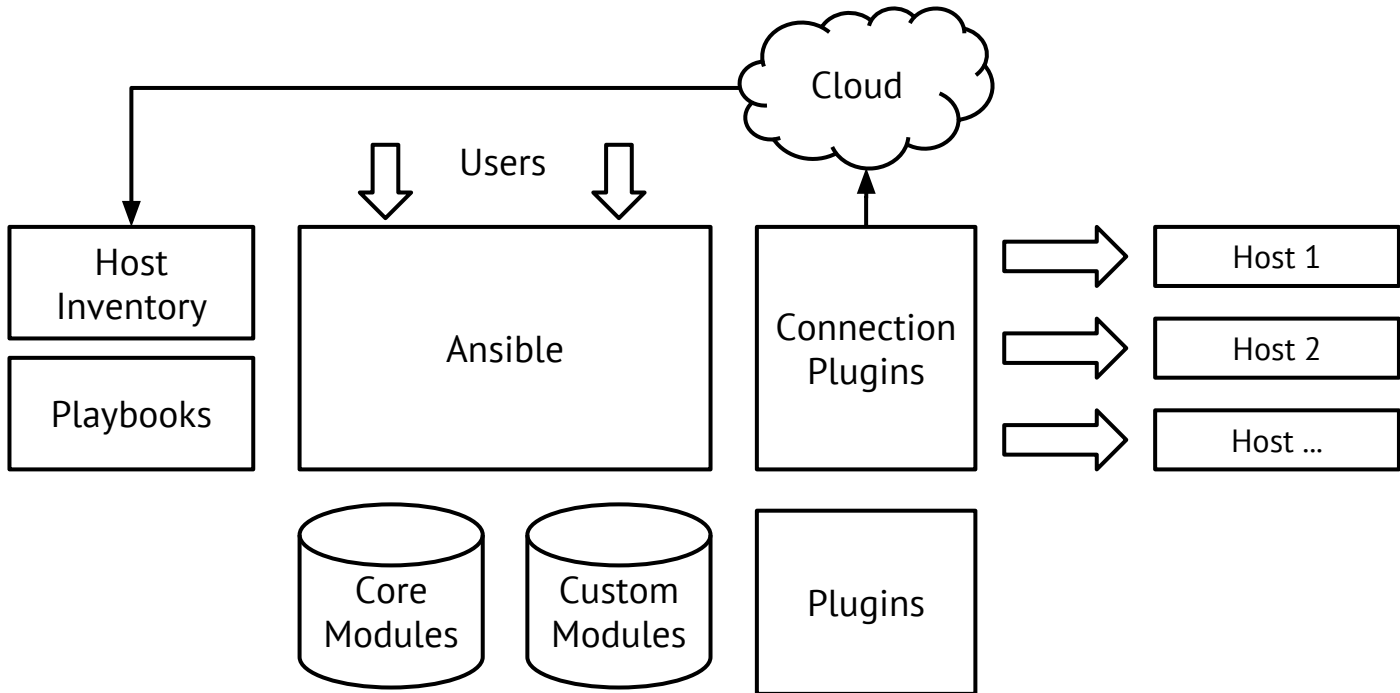 Cloud
Users
Host
Inventory
Playbooks
Ansible
Connection
Plugins
Host 1
Host 2
Host ...
Core
Modules
Custom
Modules
Plugins